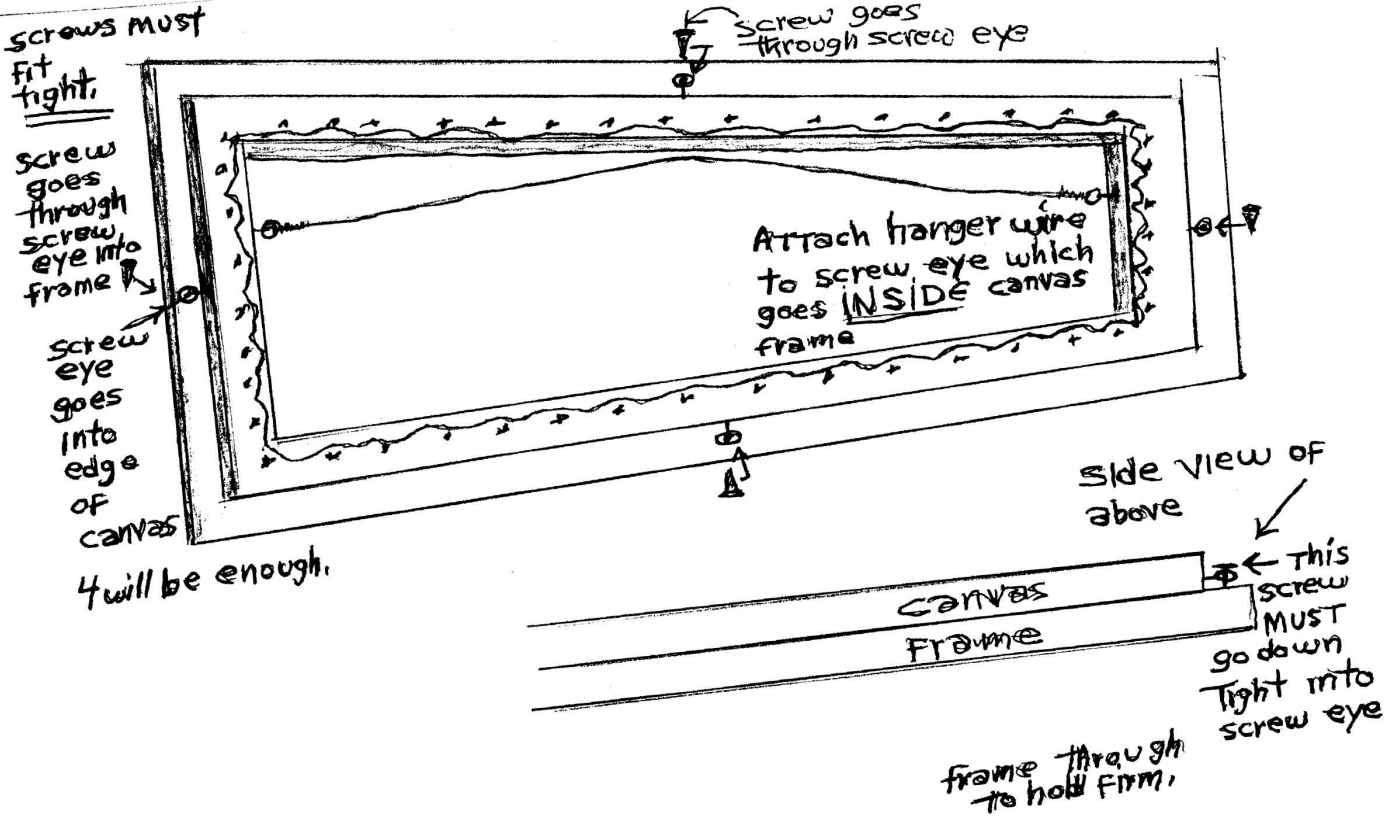 screws must
fit
tight.
screw goes
through screw eye
screw
goes
through
screw
eye into
frame
screw
eye
goes
into
edge
of
canvas
4 will be enough.
Attach hanger wire
to screw eye which
goes INSIDE canvas
frame
Side view of
above
canvas
Frame
This
screw
MUST
go down
Tight into
screw eye
frame through
to hold firm.